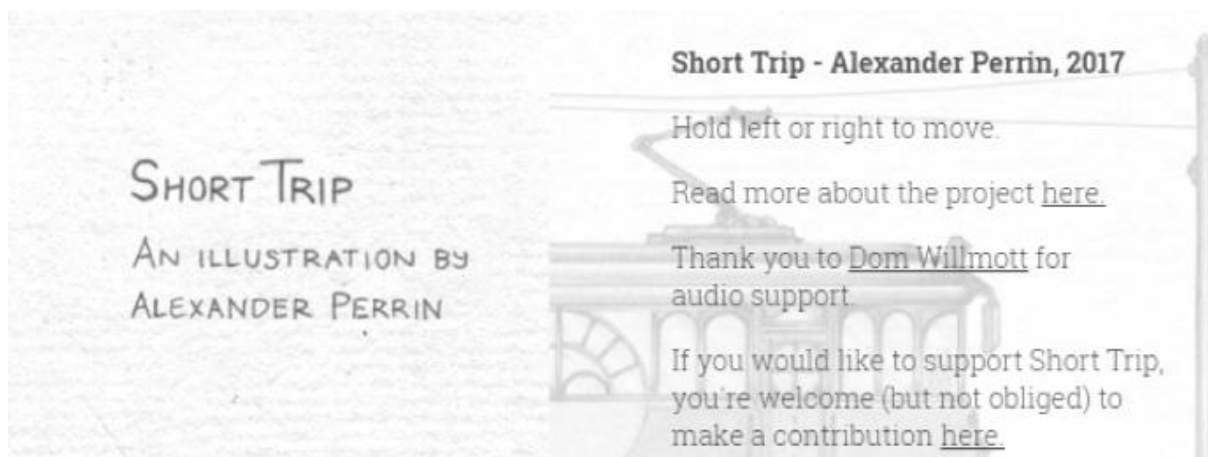 SHORT TRIP
AN ILLUSTRATION BY
ALEXANDER PERRIN
Short Trip - Alexander Perrin, 2017
Hold left or right to move.
Read more about the project here.
Thank you to Dom Willmott for
audio support.
If you would like to support Short Trip,
you're welcome (but not obliged) to
make a contribution here.